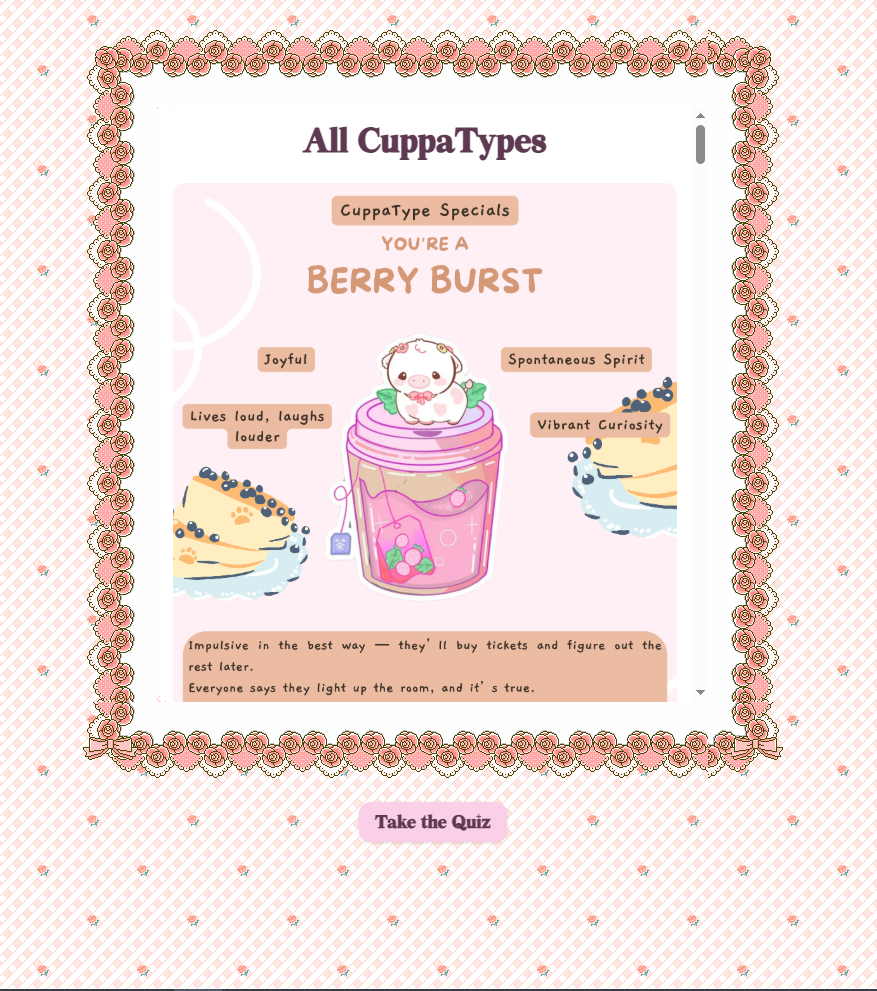 All CuppaTypes
CuppaType Specials
YOU'RE A
BERRY BURST
Joyful
Spontaneous Spirit
Lives loud, laughs
louder
Vibrant Curiosity
茶
Impulsive in the best way — they'll buy tickets and figure out the
rest later.
Everyone says they light up the room, and it's true.
Take the Quiz